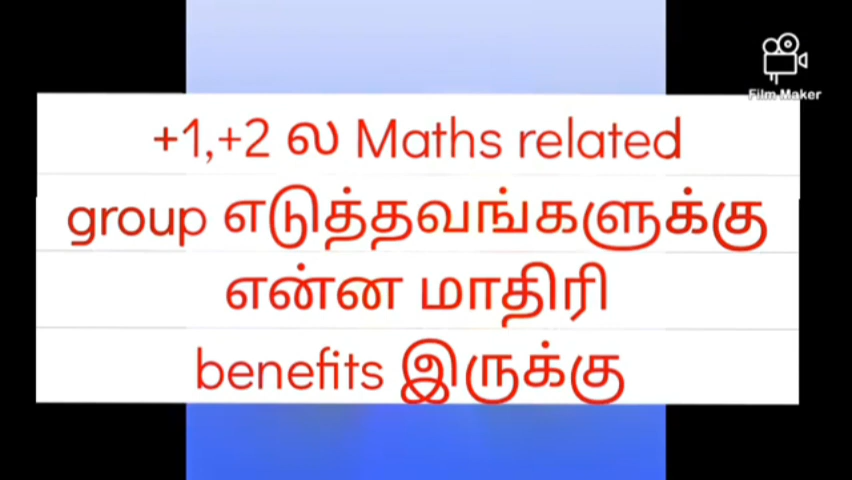 Film Maker
+1,+2 ல Maths related
group எடுத்தவங்களுக்கு
என்ன மாதிரி
benefits இருக்கு